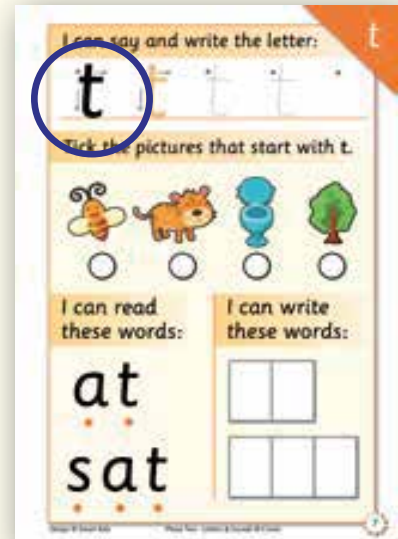 t
I can say and write the letter:
t t t t
Tick the pictures that start with t.
I can read
these words:
I can write
these words:
at
sat